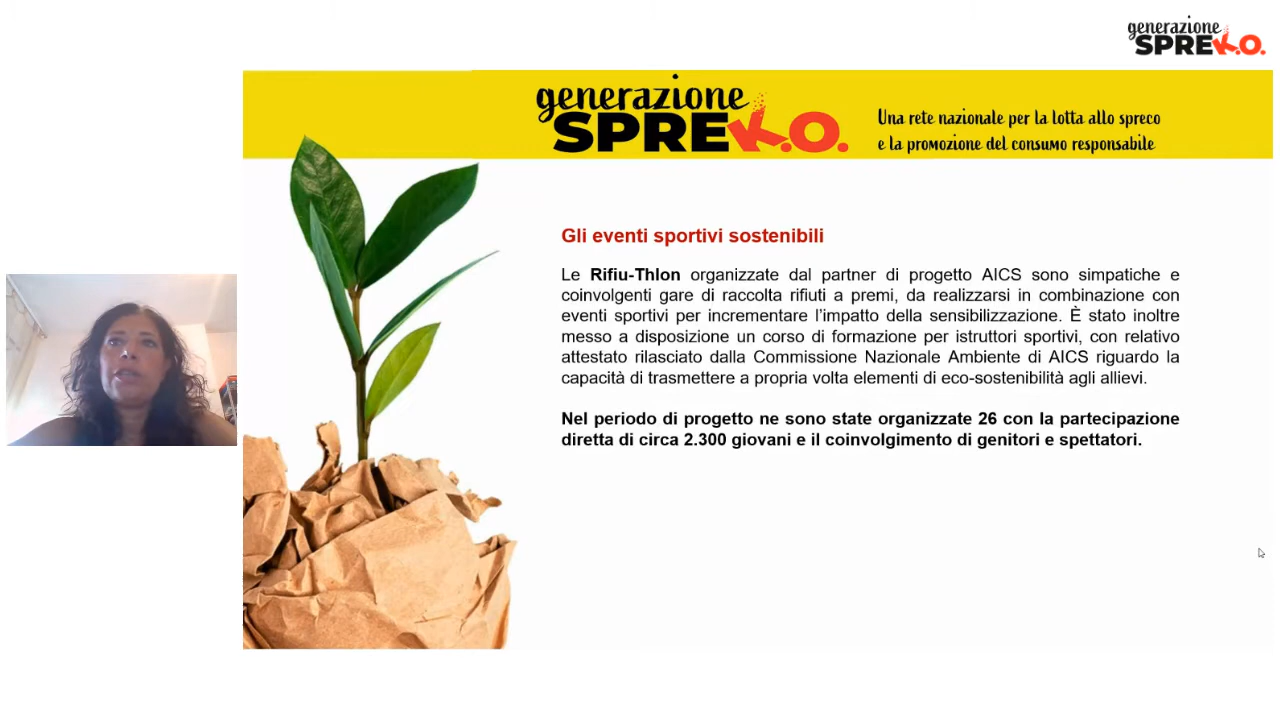 generazione
SPREK.O.
generazione
SPREK.O.
Una rete nazionale per la lotta allo spreco
e la promozione del consumo responsabile
Gli eventi sportivi sostenibili
Le Rifiu-Thlon organizzate dal partner di progetto AICS sono simpatiche e
coinvolgenti gare di raccolta rifiuti a premi, da realizzarsi in combinazione con
eventi sportivi per incrementare l’impatto della sensibilizzazione. È stato inoltre
messo a disposizione un corso di formazione per istruttori sportivi, con relativo
attestato rilasciato dalla Commissione Nazionale Ambiente di AICS riguardo la
capacità di trasmettere a propria volta elementi di eco-sostenibilità agli allievi.
Nel periodo di progetto ne sono state organizzate 26 con la partecipazione
diretta di circa 2.300 giovani e il coinvolgimento di genitori e spettatori.